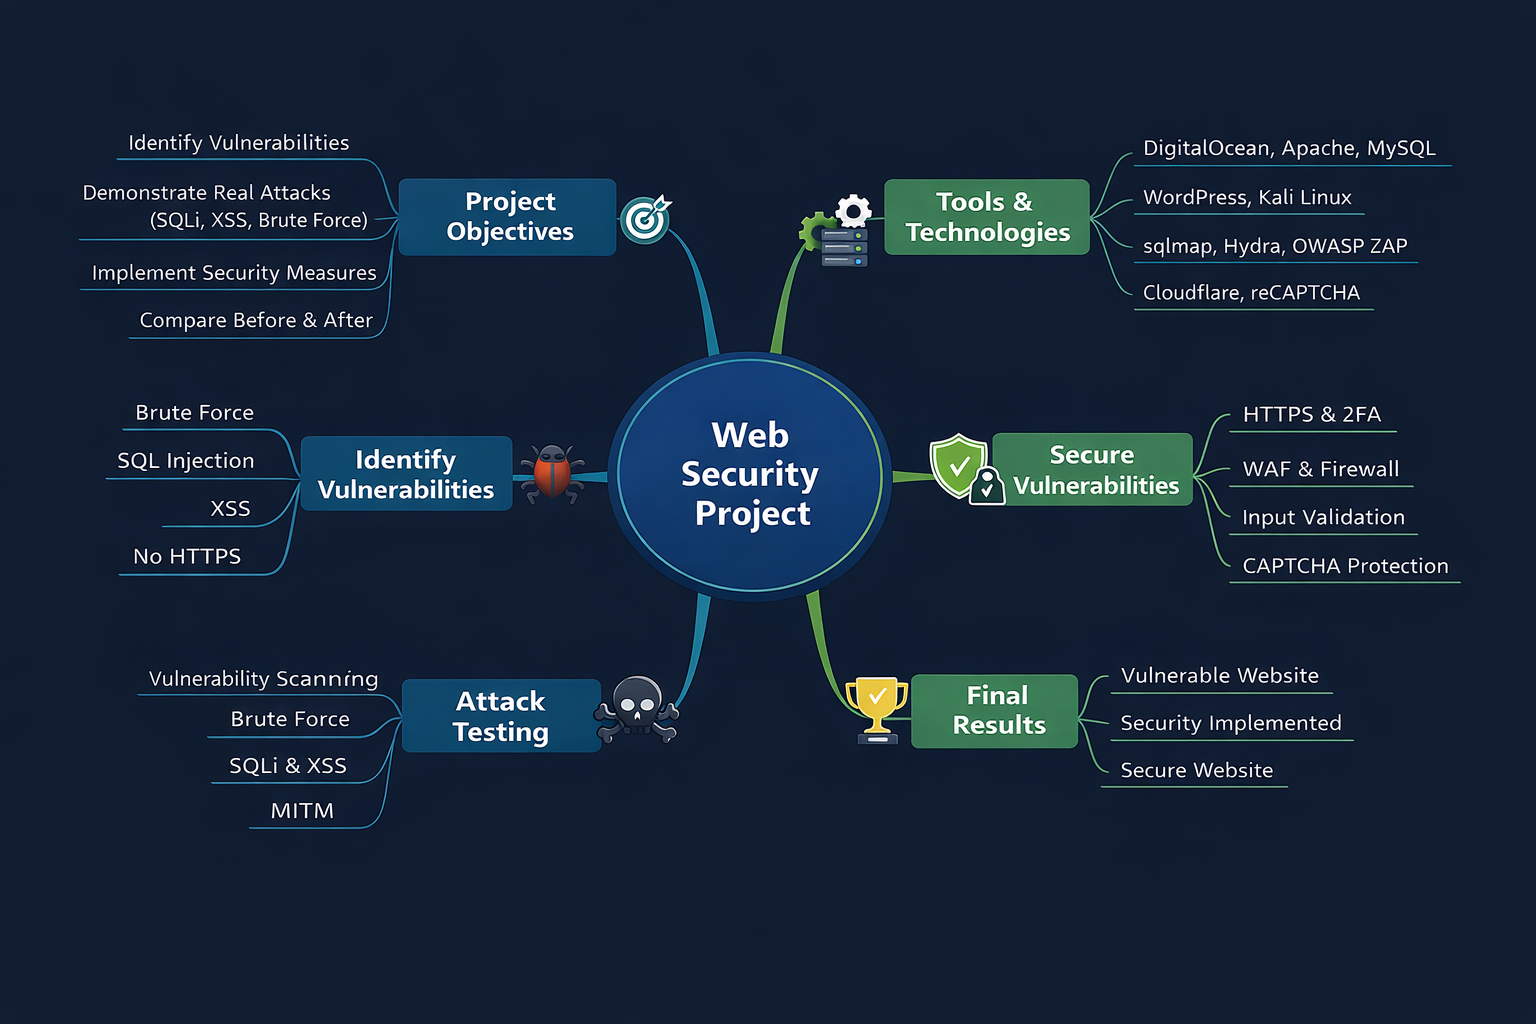 Web
Security
Project
Project
Objectives
Identify Vulnerabilities
Demonstrate Real Attacks
(SQLi, XSS, Brute Force)
Implement Security Measures
Compare Before & After
Identify
Vulnerabilities
Brute Force
SQL Injection
XSS
No HTTPS
Attack
Testing
Vulnerability Scanning
Brute Force
SQLi & XSS
MITM
Tools &
Technologies
DigitalOcean, Apache, MySQL
WordPress, Kali Linux
sqlmap, Hydra, OWASP ZAP
Cloudflare, reCAPTCHA
Secure
Vulnerabilities
HTTPS & 2FA
WAF & Firewall
Input Validation
CAPTCHA Protection
Final
Results
Vulnerable Website
Security Implemented
Secure Website